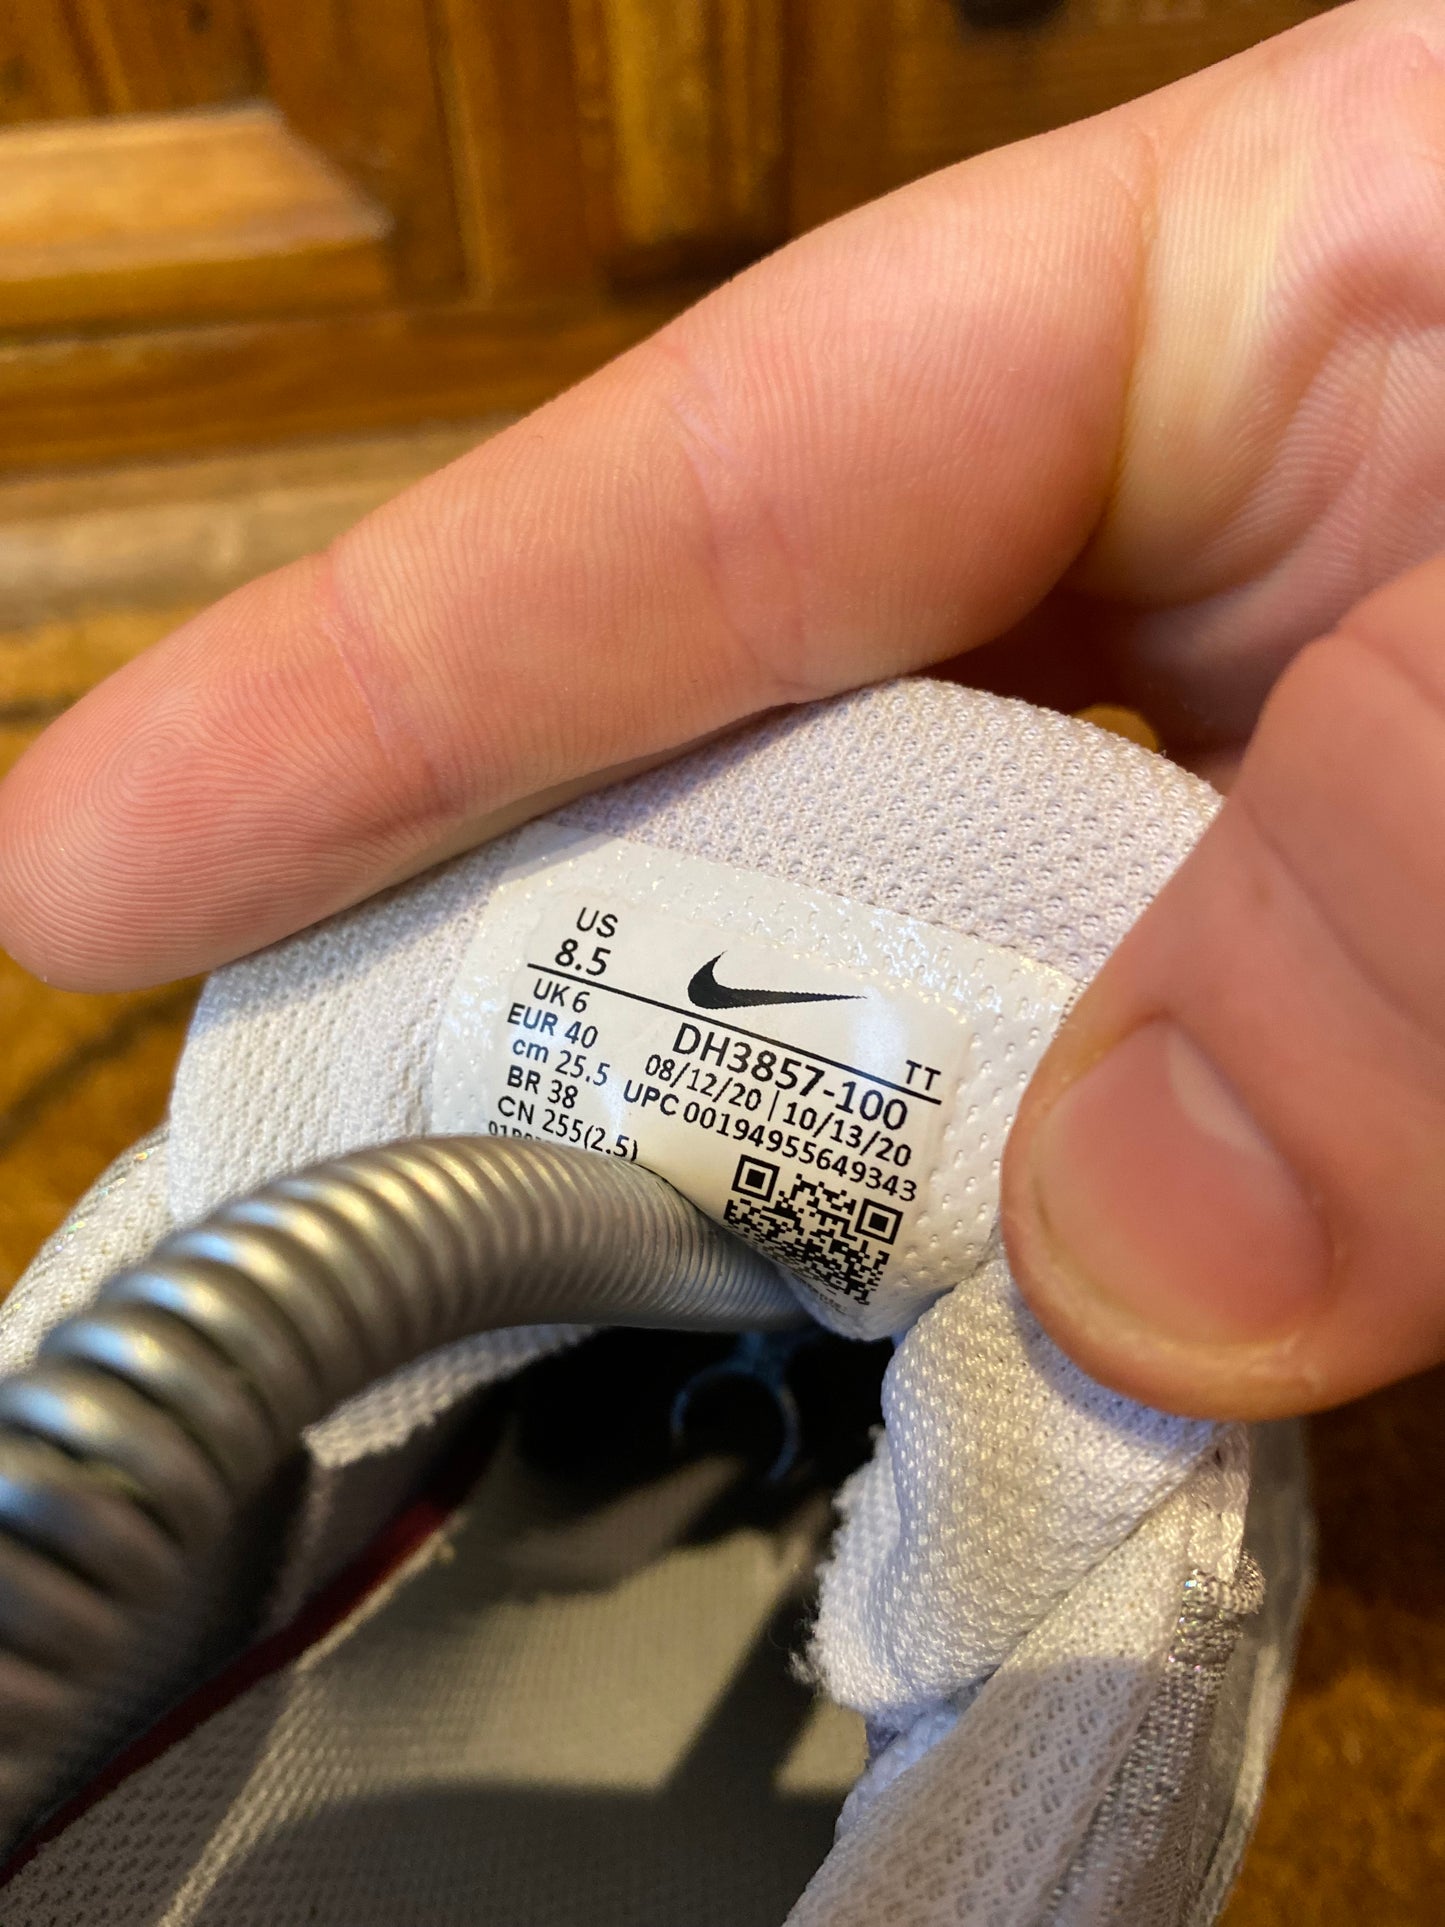 US
8.5
UK 6
EUR 40
cm 25.5
BR 38
CN 255(2.5)
TT
DH3857-100
08/12/20 | 10/13/20
UPC 00194955649343